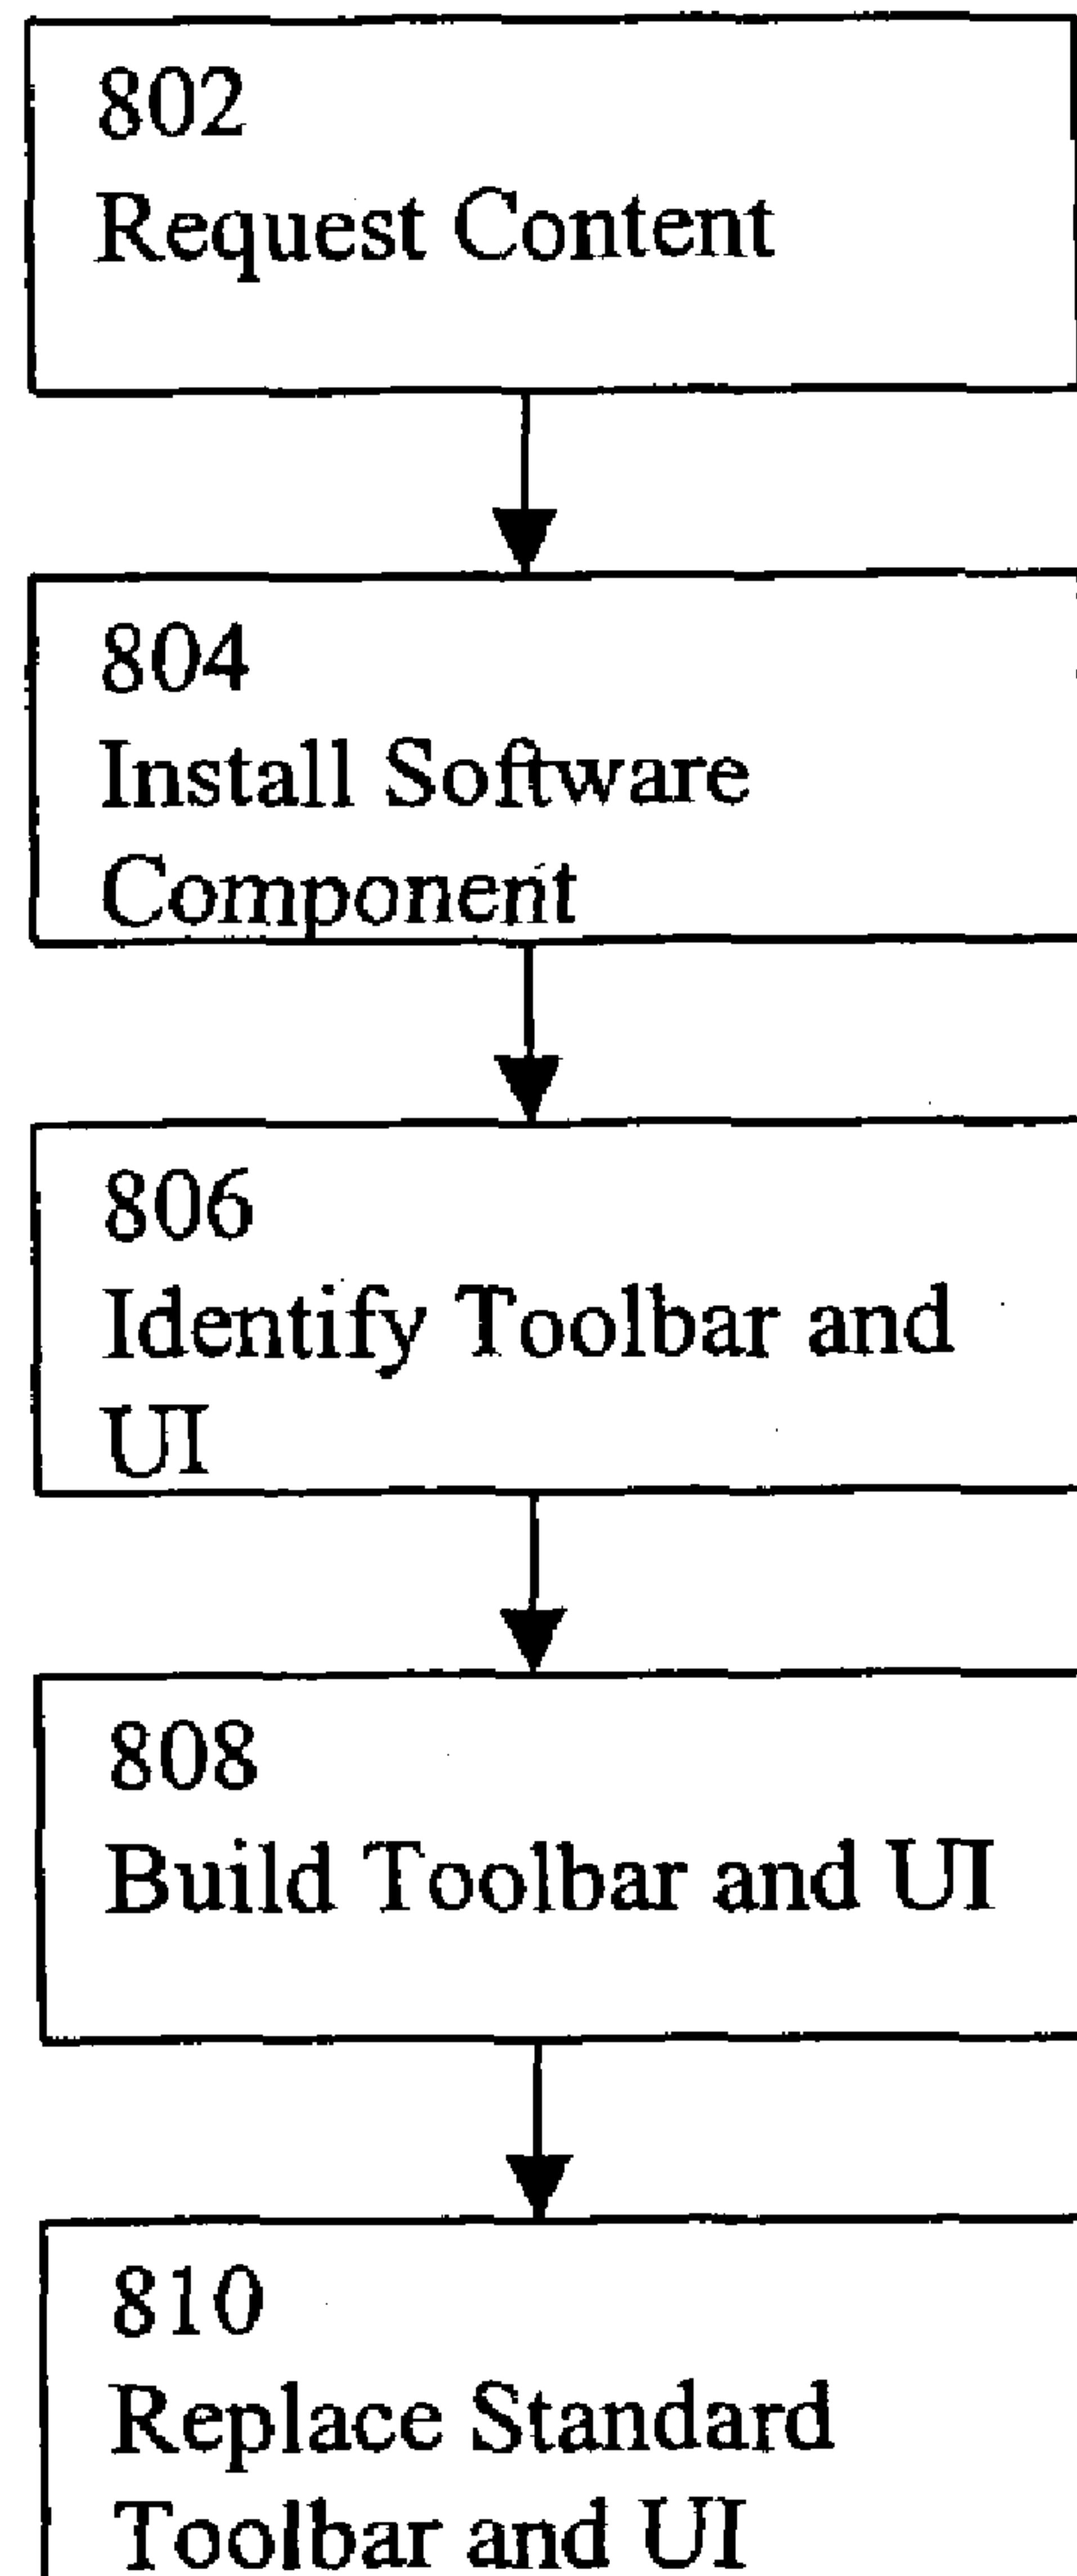 802
Request Content
804
Install Software
Component
806
Identify Toolbar and
UI
808
Build Toolbar and UI
810
Replace Standard
Toolbar and UI